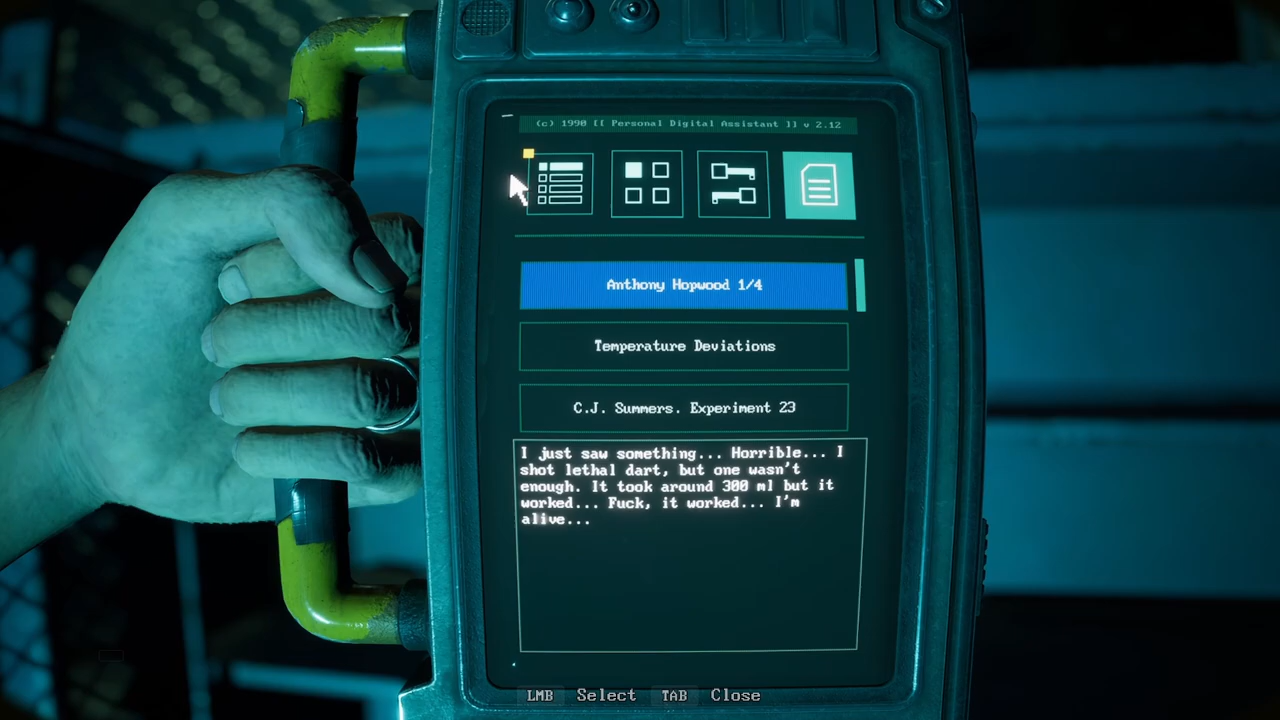 (c) 1990 [[ Personal Digital Assistant ]] v 2.12
Anthony Hopwood 1/4
Temperature Deviations
C.J. Summers. Experiment 23
I just saw something... Horrible... I
shot lethal dart, but one wasn't
enough. It took around 300 ml but it
worked... Fuck, it worked... I'm
alive...
LMB Select TAB Close